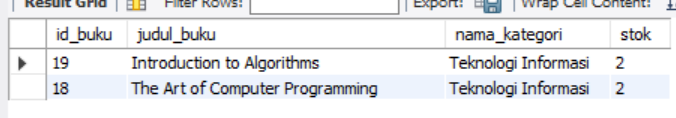 Result Grid Filter Rows: Export: Wrap Cell Content:
id_buku judul_buku nama_kategori stok
19 Introduction to Algorithms Teknologi Informasi 2
18 The Art of Computer Programming Teknologi Informasi 2